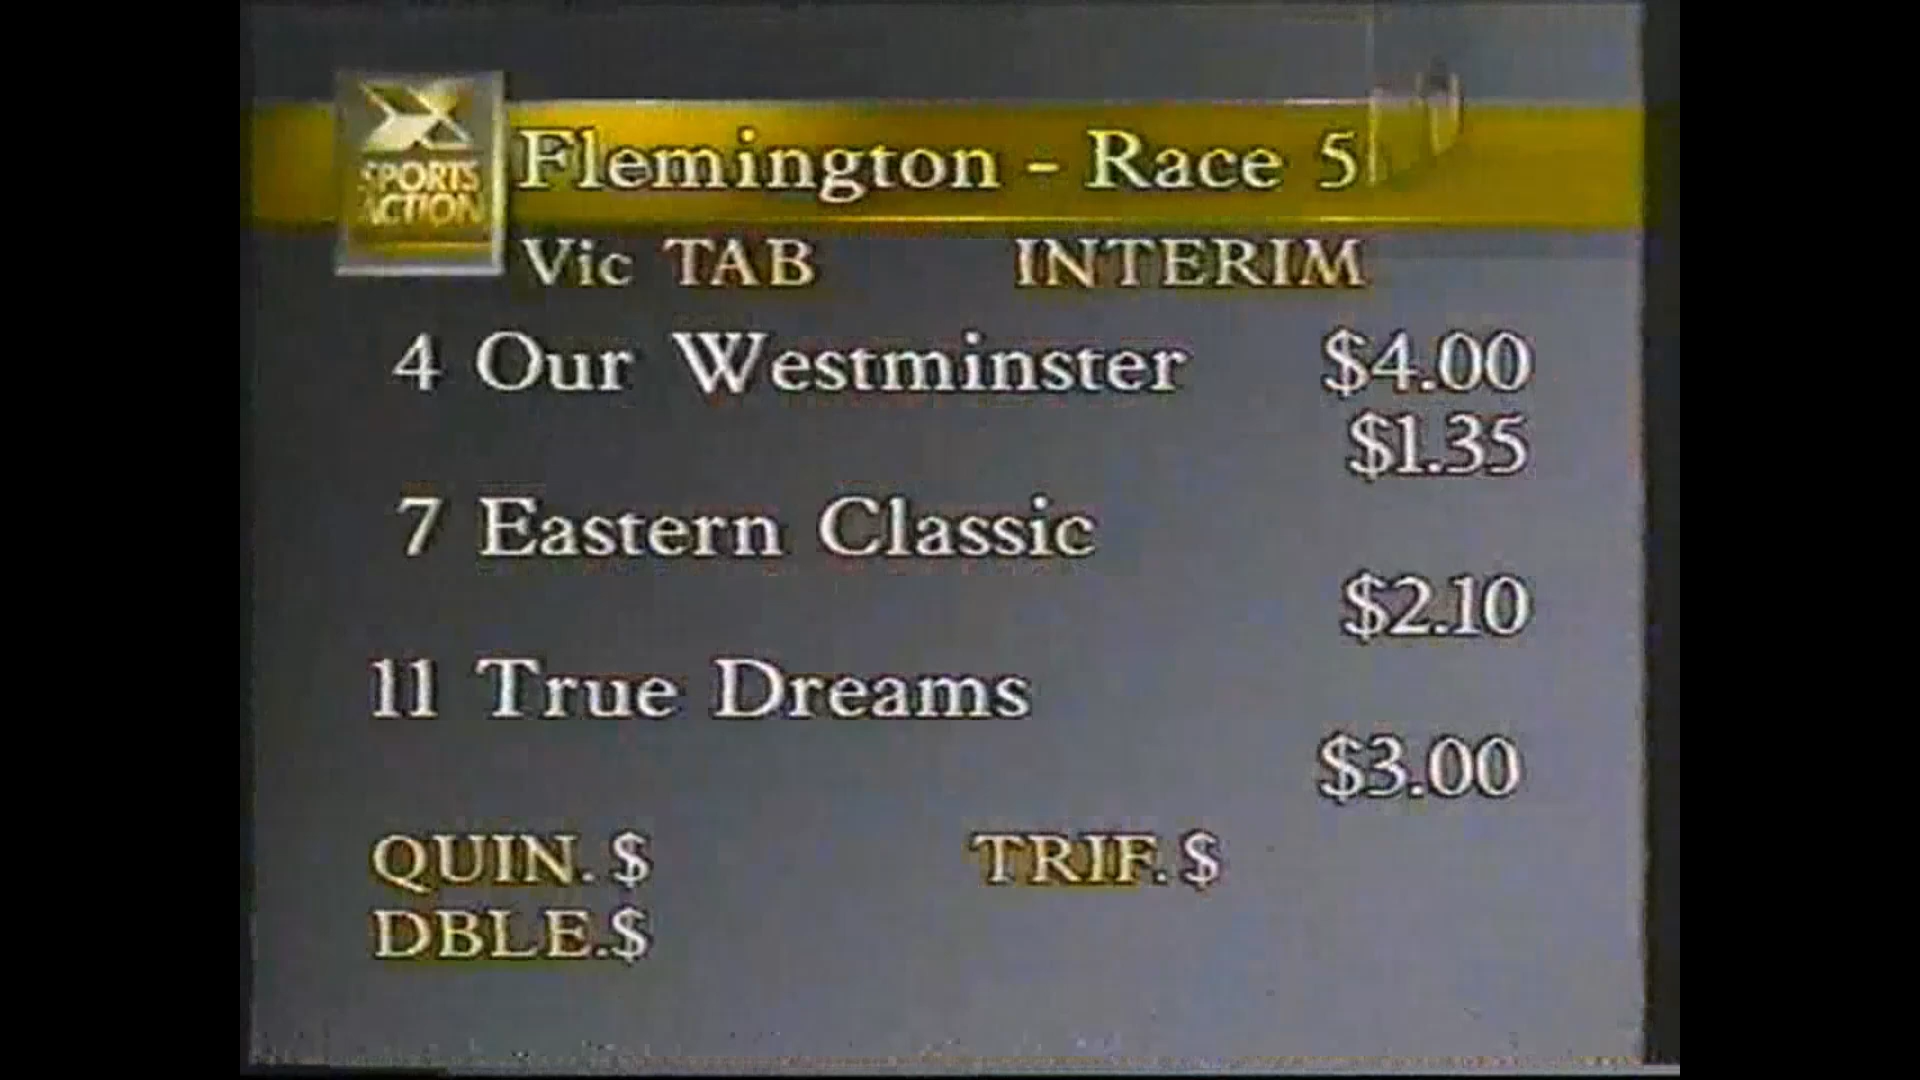 SPORTS
ACTION
Flemington - Race 5
Vic TAB INTERIM
4 Our Westminster $4.00
$1.35
7 Eastern Classic
$2.10
11 True Dreams
$3.00
QUIN. $ TRIF. $
DBLE.$